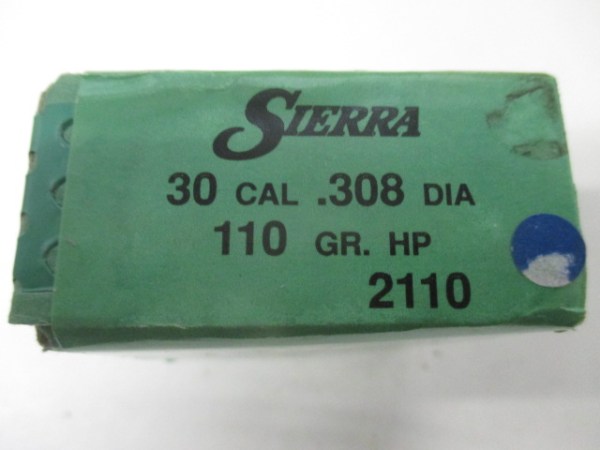 SIERRA
30 CAL .308 DIA
110 GR. HP
2110